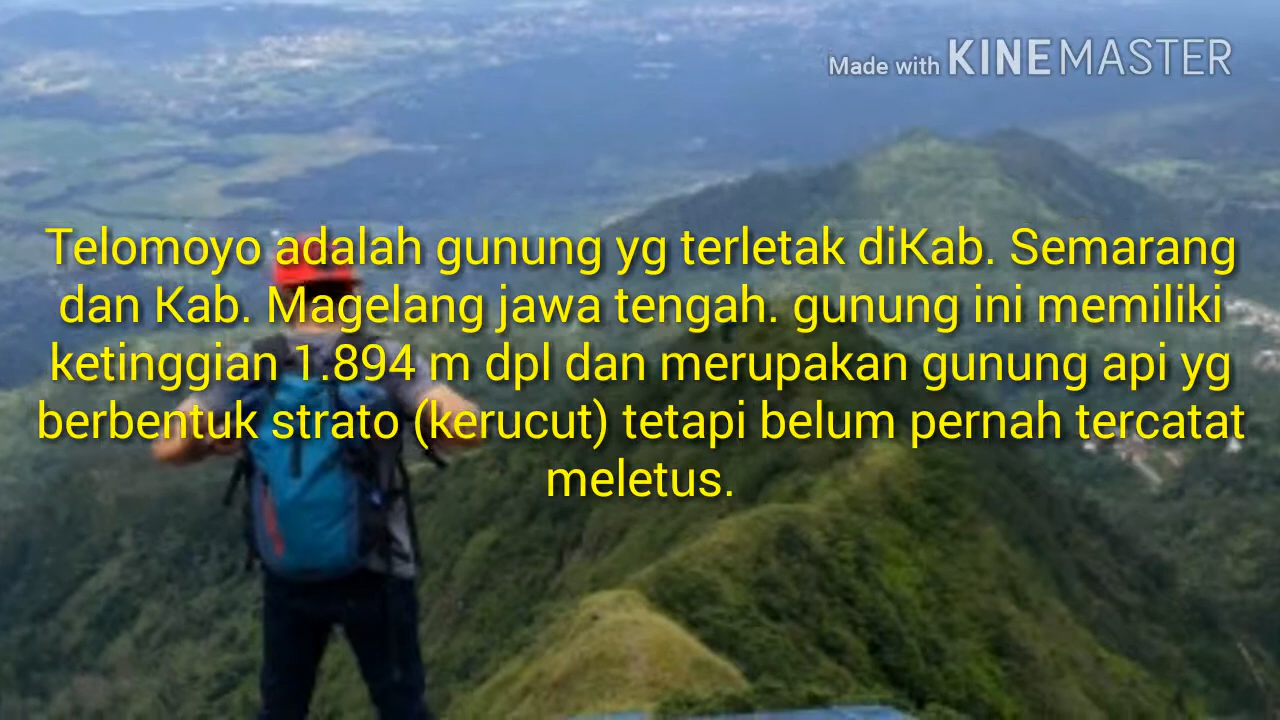 Made with KINEMASTER
Telomoyo adalah gunung yg terletak diKab. Semarang
dan Kab. Magelang jawa tengah. gunung ini memiliki
ketinggian 1.894 m dpl dan merupakan gunung api yg
berbentuk strato (kerucut) tetapi belum pernah tercatat
meletus.